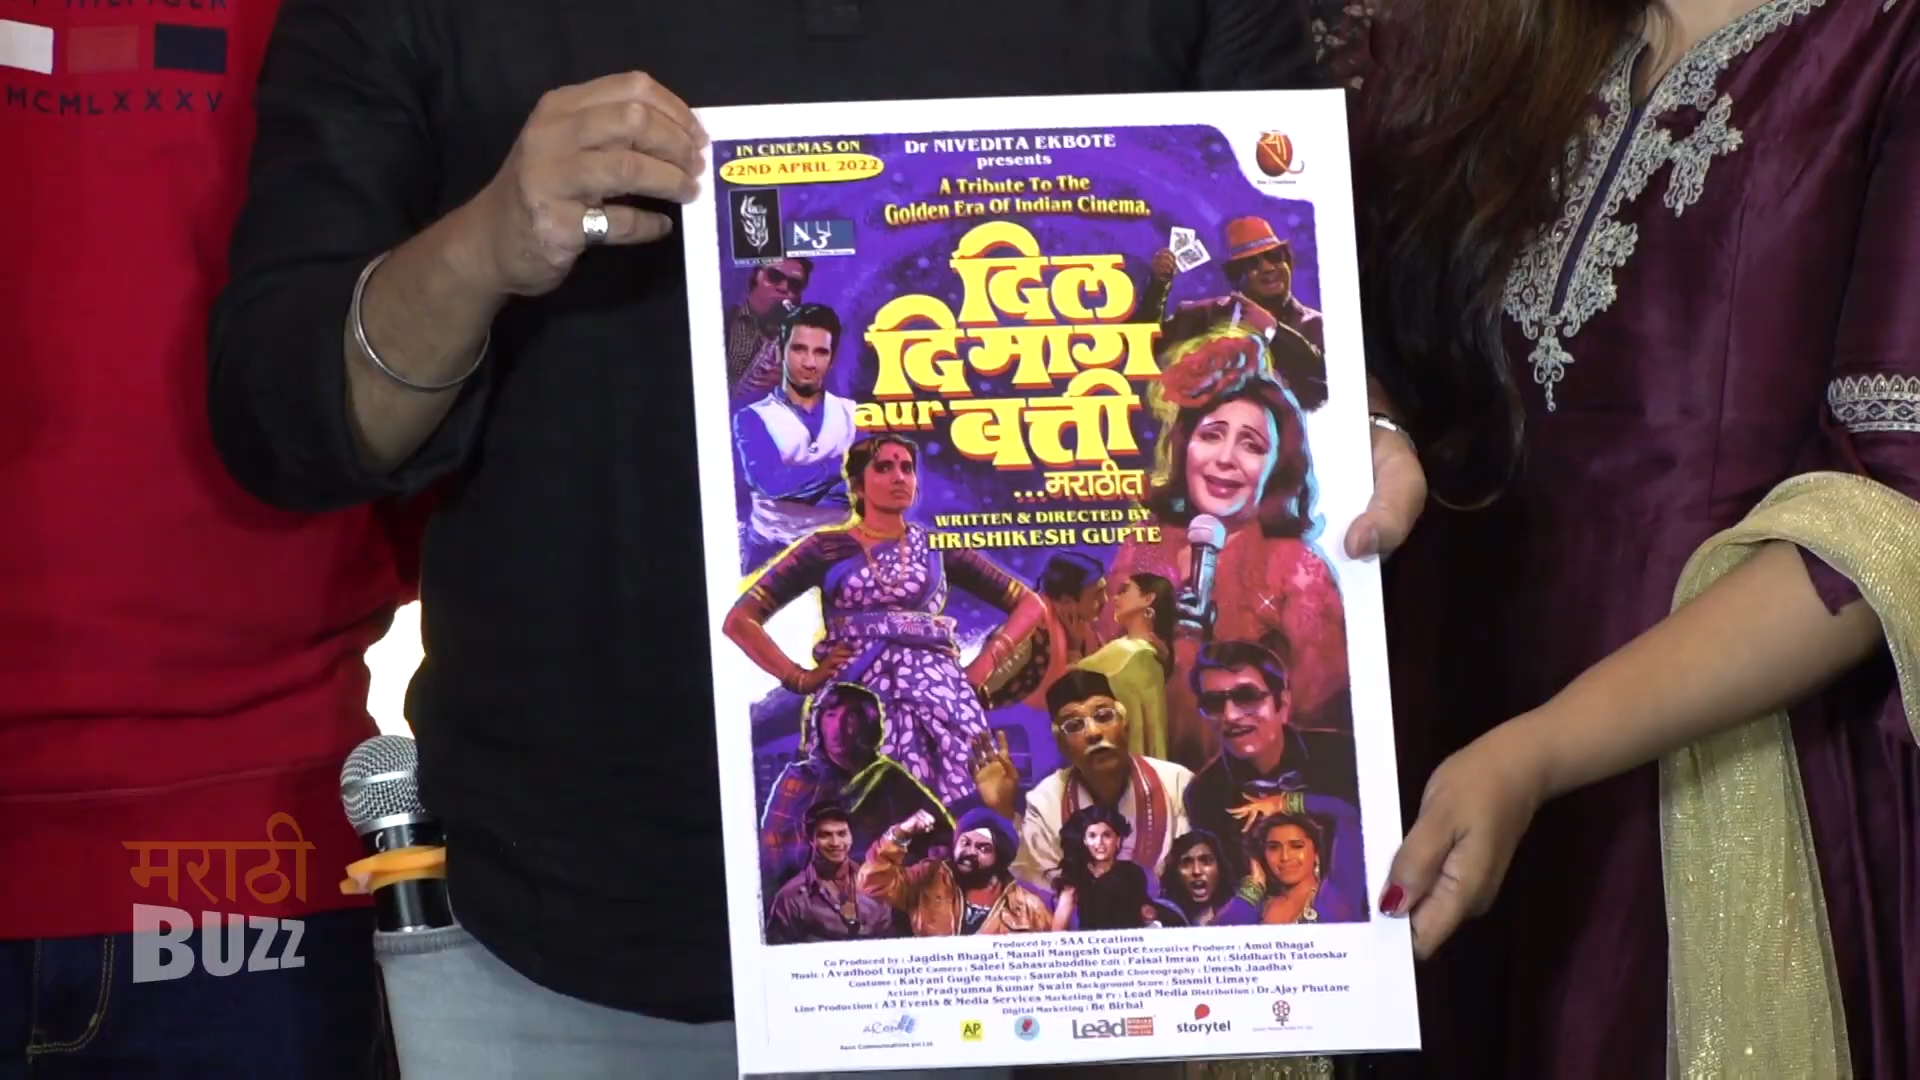 MCMLXXXV
IN CINEMAS ON
22ND APRIL 2022
Dr NIVEDITA EKBOTE
presents
A Tribute To The
Golden Era Of Indian Cinema.
दिल
दिमाग
aur बत्ती
...मराठीत
WRITTEN & DIRECTED BY
HRISHIKESH GUPTE
Produced by : SAA Creations
Co Produced by : Jagdish Bhagat, Manali Mangesh Gupte Executive Producer : Amol Bhagat
Music : Avadhoot Gupte Camera : Saleel Sahasrabuddhe Edit : Faisal Imran Art : Siddharth Tatooskar
Costume : Kalyani Gugle Makeup : Saurabh Kapade Choreography : Umesh Jaadhav
Action : Pradyumna Kumar Swain Background Score : Susmit Limaye
Line Production : A3 Events & Media Services Marketing & Pr : Lead Media Distribution : Dr.Ajay Phutane
Digital Marketing : Be Birbal
AP
Lead
storytel
मराठी
BUZZ